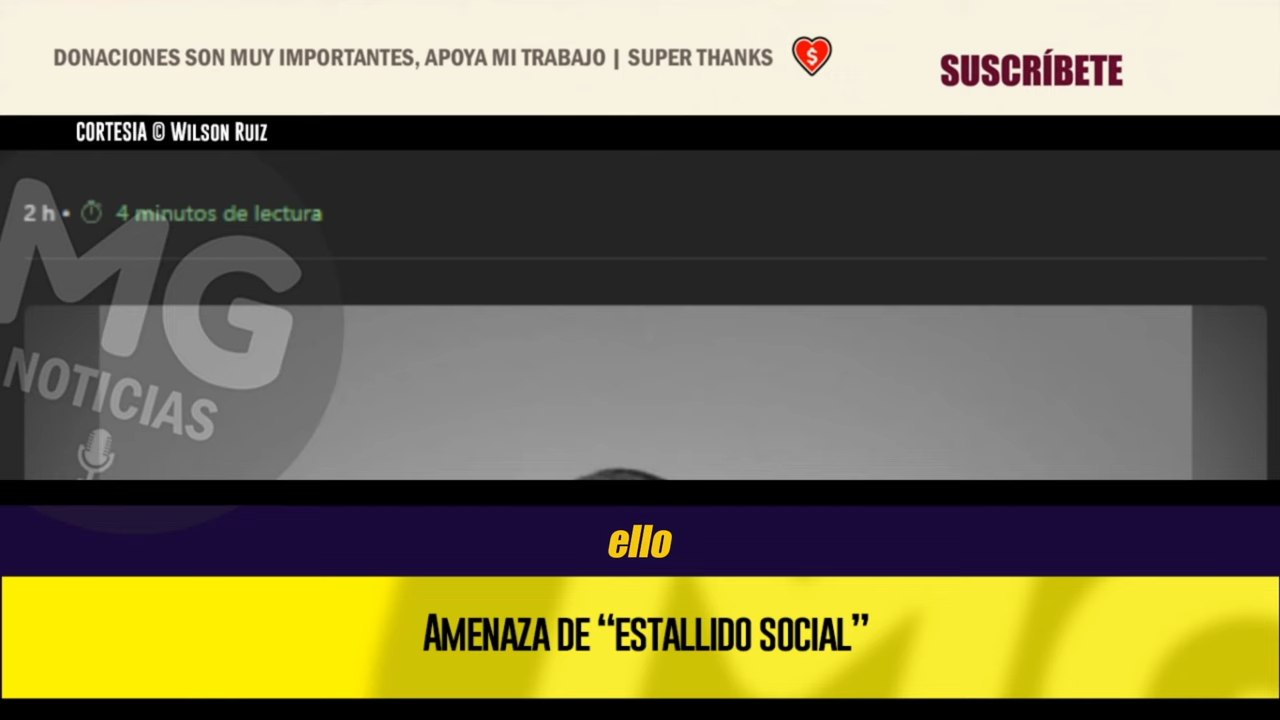 DONACIONES SON MUY IMPORTANTES, APOYA MI TRABAJO | SUPER THANKS $
SUSCRÍBETE
CORTESIA © WILSON RUIZ
2 h • 4 minutos de lectura
MG
NOTICIAS
ello
AMENAZA DE “ESTALLIDO SOCIAL”